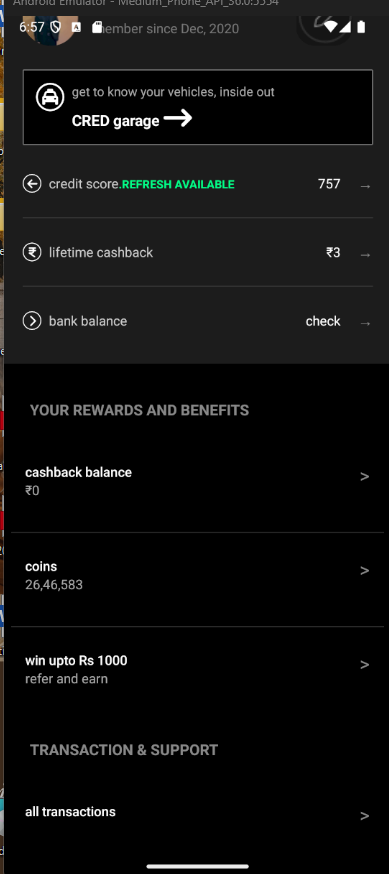 Android Emulator - Medium_Phone_API_36.0:5554
6:57
member since Dec, 2020
get to know your vehicles, inside out
CRED garage →
credit score.REFRESH AVAILABLE 757 →
lifetime cashback ₹3 →
bank balance check →
YOUR REWARDS AND BENEFITS
cashback balance >
₹0
coins >
26,46,583
win upto Rs 1000 >
refer and earn
TRANSACTION & SUPPORT
all transactions >